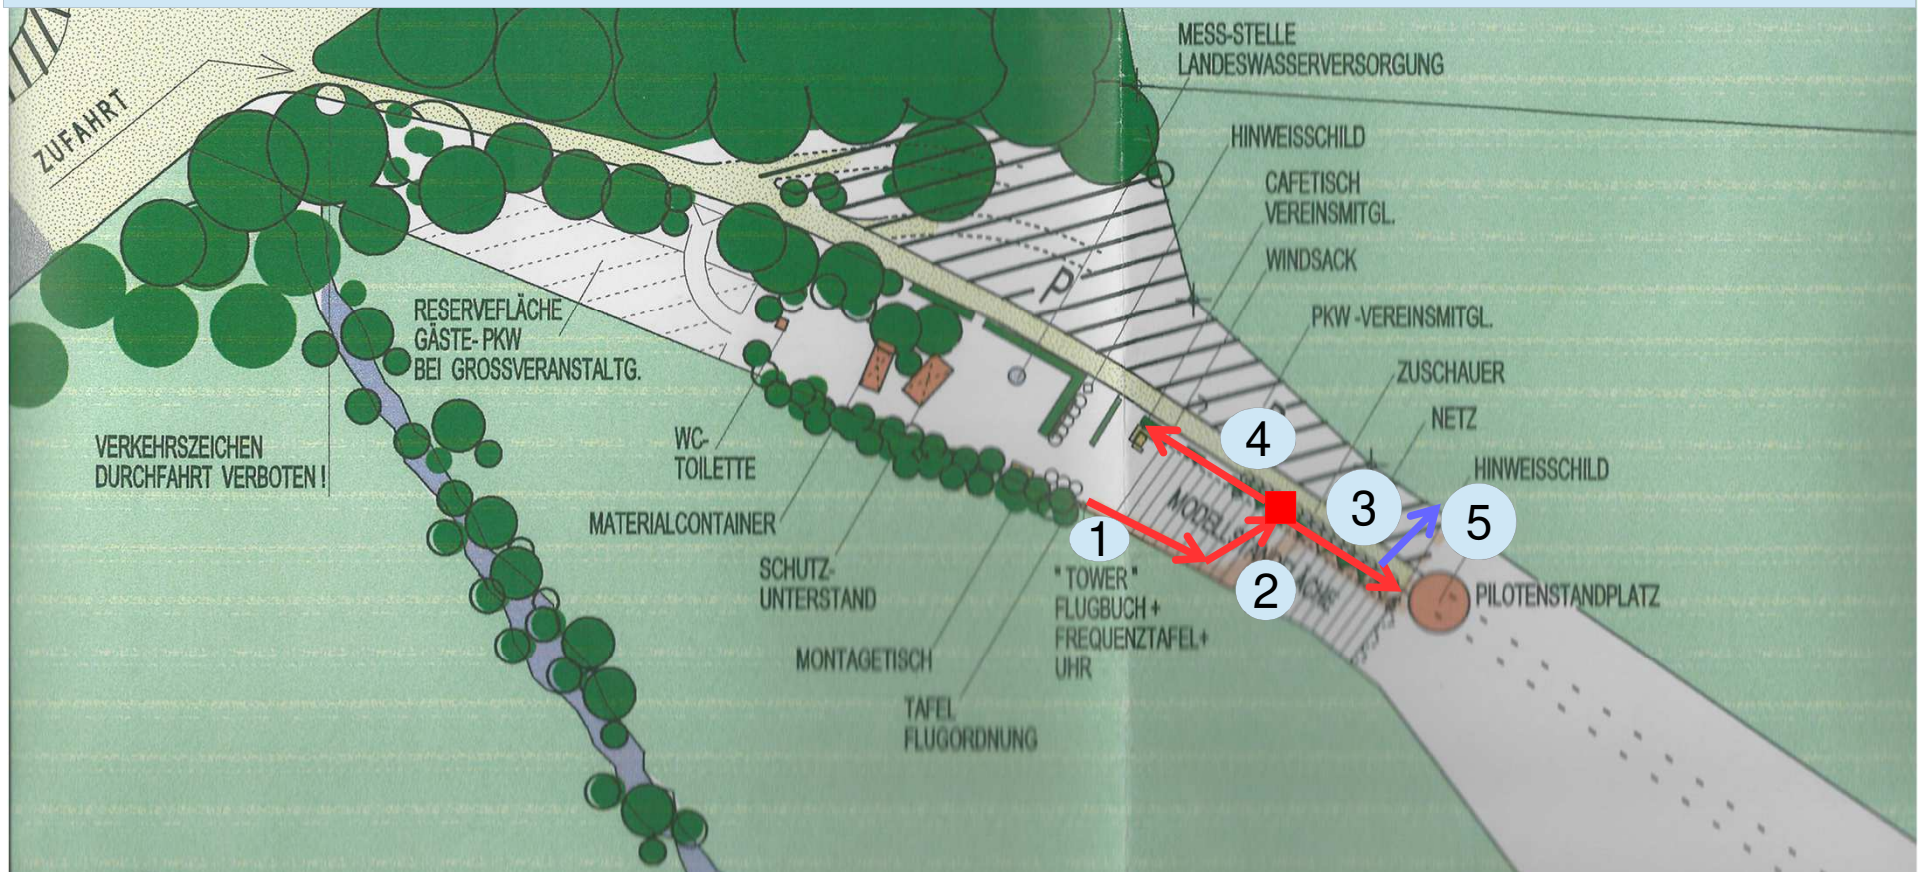 ZUFAHRT
MESS-STELLE
LANDESWASSERVERSORGUNG
HINWEISSCHILD
CAFETISCH
VEREINSMITGL.
WINDSACK
PKW-VEREINSMITGL.
ZUSCHAUER
NETZ
HINWEISSCHILD
P
RESERVEFLÄCHE
GÄSTE-PKW
BEI GROSSVERANSTALTG.
VERKEHRSZEICHEN
DURCHFAHRT VERBOTEN!
WC-
TOILETTE
MATERIALCONTAINER
SCHUTZ-
UNTERSTAND
MONTAGETISCH
TAFEL
FLUGORDNUNG
"TOWER"
FLUGBUCH +
FREQUENZTAFEL+
UHR
PILOTENSTANDPLATZ
1
2
3
4
5